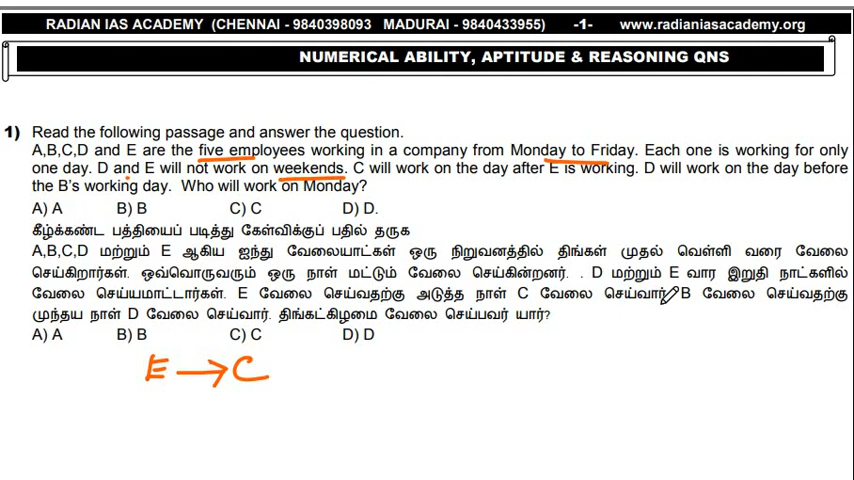 RADIAN IAS ACADEMY (CHENNAI - 9840398093 MADURAI - 9840433955) -1- www.radianiasacademy.org
NUMERICAL ABILITY, APTITUDE & REASONING QNS
1) Read the following passage and answer the question.
A,B,C,D and E are the five employees working in a company from Monday to Friday. Each one is working for only
one day. D and E will not work on weekends. C will work on the day after E is working. D will work on the day before
the B's working day. Who will work on Monday?
A) A B) B C) C D) D.
கீழ்க்கண்ட பத்தியைப் படித்து கேள்விக்குப் பதில் தருக
A,B,C,D மற்றும் E ஆகிய ஐந்து வேலையாட்கள் ஒரு நிறுவனத்தில் திங்கள் முதல் வெள்ளி வரை வேலை
செய்கிறார்கள். ஒவ்வொருவரும் ஒரு நாள் மட்டும் வேலை செய்கின்றனர். . D மற்றும் E வார இறுதி நாட்களில்
வேலை செய்யமாட்டார்கள். E வேலை செய்வதற்கு அடுத்த நாள் C வேலை செய்வார் B வேலை செய்வதற்கு
முந்தய நாள் D வேலை செய்வார். திங்கட்கிழமை வேலை செய்பவர் யார்?
A) A B) B C) C D) D
E → C